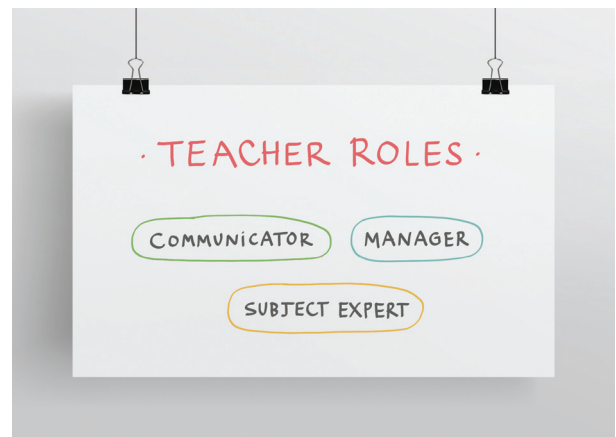 · TEACHER ROLES ·
COMMUNiCATOR MANAGER
SUBJECT EXPERT